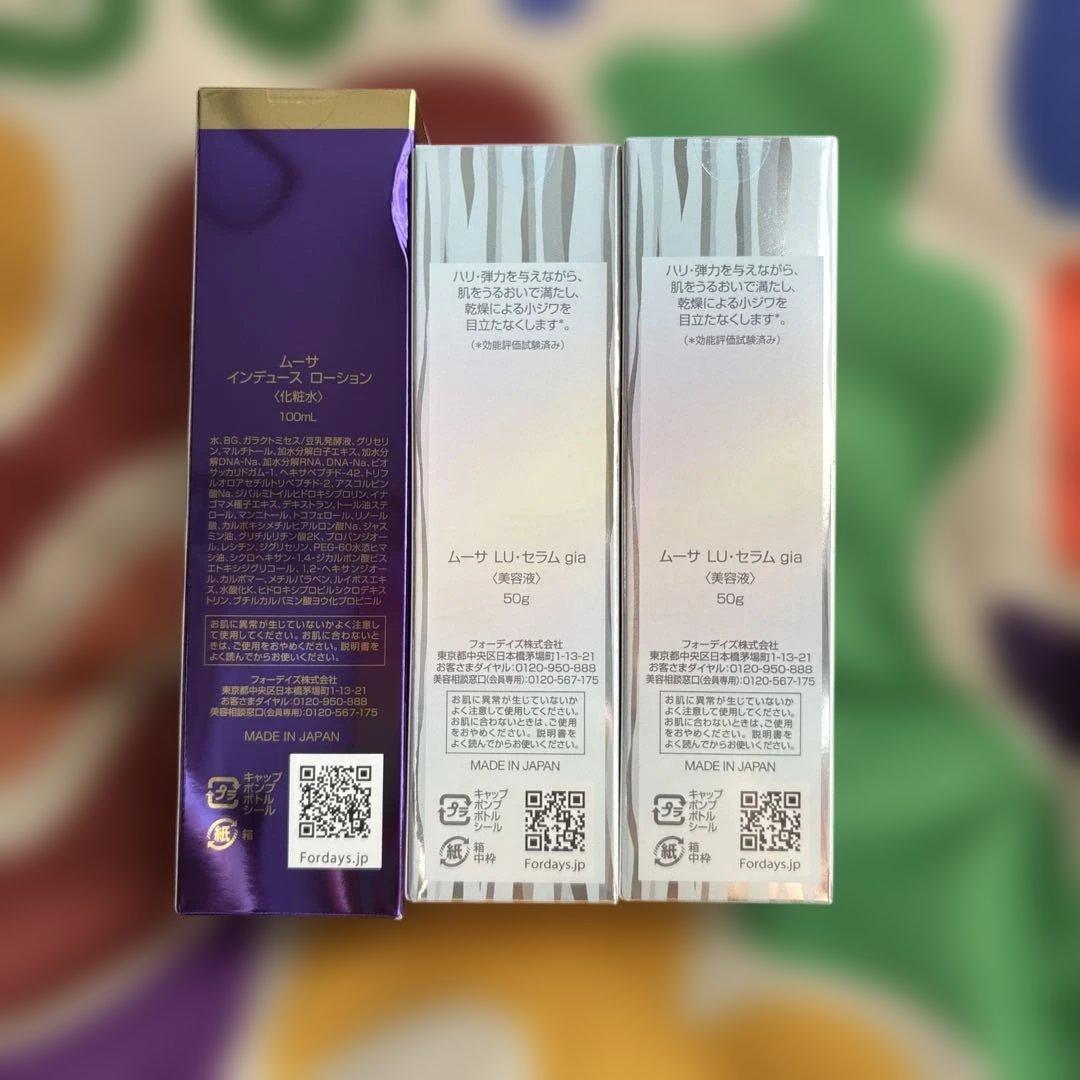 ムーサ
インデュース ローション
〈化粧水〉
100mL
水、BG、ガラクトミセス/豆乳発酵液、グリセリ
ン、マルチトール、加水分解白子エキス、加水分
解DNA-Na、加水分解RNA、DNA-Na、ビオ
サッカリドガム-1、ヘキサペプチド-42、トリフ
ルオロアセチルトリペプチド-2、アスコルビン
酸Na、ジパルミトイルヒドロキシプロリン、イナ
ゴマメ種子エキス、デキストラン、トール油ステ
ロール、マンニトール、トコフェロール、リノール
酸、カルボキシメチルヒアルロン酸Na、ジャス
ミン油、グリチルリチン酸2K、プロパンジオー
ル、レシチン、ジグリセリン、PEG-60水添ヒマ
シ油、シクロヘキサン-1,4-ジカルボン酸ビス
エトキシジグリコール、1,2-ヘキサンジオー
ル、カルボマー、メチルパラベン、ルイボスエキ
ス、水酸化K、ヒドロキシプロピルシクロデキス
トリン、ブチルカルバミン酸ヨウ化プロピニル
お肌に異常が生じていないかよく注意し
て使用してください。お肌に合わないと
きは、ご使用をおやめください。説明書を
よく読んでからお使いください。
フォーデイズ株式会社
東京都中央区日本橋茅場町1-13-21
お客さまダイヤル:0120-950-888
美容相談窓口(会員専用):0120-567-175
MADE IN JAPAN
プラ
キャップ
ポンプ
ボトル
シール
紙
箱
Fordays.jp
ハリ・弾力を与えながら、
肌をうるおいで満たし、
乾燥による小ジワを
目立たなくします*。
(*効能評価試験済み)
ムーサ LU・セラム gia
〈美容液〉
50g
フォーデイズ株式会社
東京都中央区日本橋茅場町1-13-21
お客さまダイヤル:0120-950-888
美容相談窓口(会員専用):0120-567-175
お肌に異常が生じていないか
よく注意して使用してください。
お肌に合わないときは、ご使用
をおやめください。説明書を
よく読んでからお使いください。
MADE IN JAPAN
プラ
キャップ
ポンプ
ボトル
シール
紙
箱
中枠
Fordays.jp
ハリ・弾力を与えながら、
肌をうるおいで満たし、
乾燥による小ジワを
目立たなくします*。
(*効能評価試験済み)
ムーサ LU・セラム gia
〈美容液〉
50g
フォーデイズ株式会社
東京都中央区日本橋茅場町1-13-21
お客さまダイヤル:0120-950-888
美容相談窓口(会員専用):0120-567-175
お肌に異常が生じていないか
よく注意して使用してください。
お肌に合わないときは、ご使用
をおやめください。説明書を
よく読んでからお使いください。
MADE IN JAPAN
プラ
キャップ
ポンプ
ボトル
シール
紙
箱
中枠
Fordays.jp